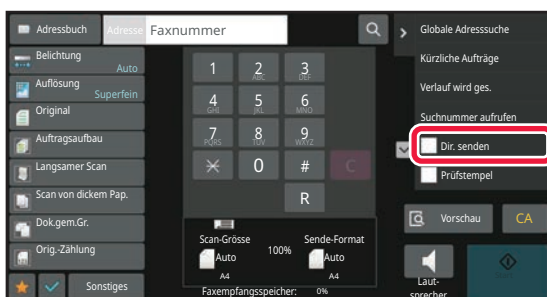 Adressbuch
Adresse
Faxnummer
Belichtung
Auto
Auflösung
Superfein
Original
Auftragsaufbau
Langsamer Scan
Scan von dickem Pap.
Dok.gem.Gr.
Orig.-Zählung
Sonstiges
1 2 3
ABC DEF
4 5 6
GHI JKL MNO
7 8 9
PQRS TUV WXYZ
0 # C
R
Scan-Grösse Sende-Format
Auto 100% Auto
A4 A4
Faxempfangsspeicher: 0%
Globale Adresssuche
Kürzliche Aufträge
Verlauf wird ges.
Suchnummer aufrufen
Dir. senden
Prüfstempel
Vorschau
CA
Laut-
sprecher
Start